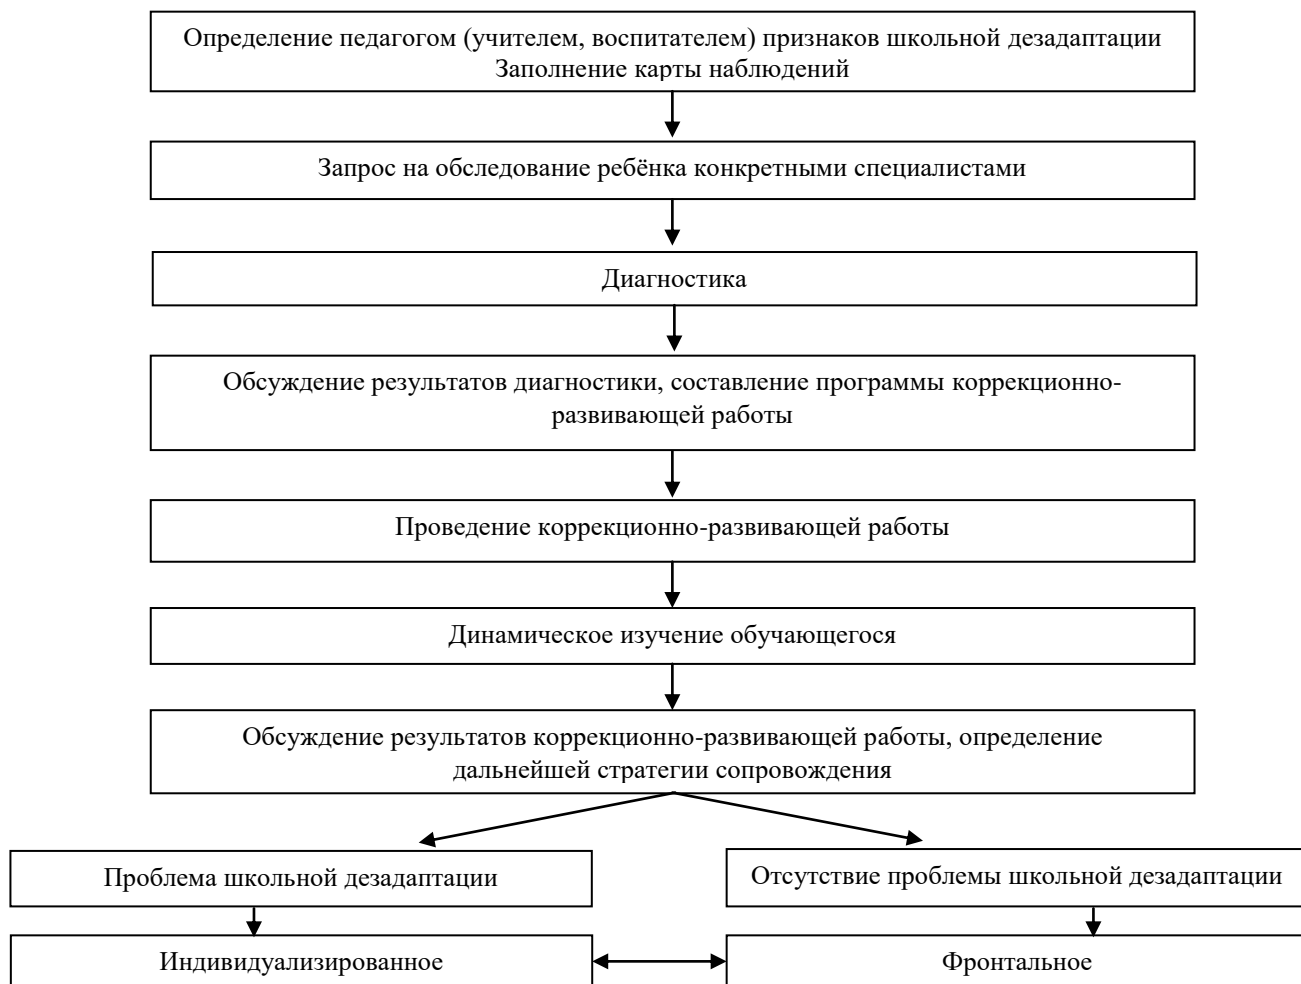 Определение педагогом (учителем, воспитателем) признаков школьной дезадаптации
Заполнение карты наблюдений
Запрос на обследование ребёнка конкретными специалистами
Диагностика
Обсуждение результатов диагностики, составление программы коррекционно-
развивающей работы
Проведение коррекционно-развивающей работы
Динамическое изучение обучающегося
Обсуждение результатов коррекционно-развивающей работы, определение
дальнейшей стратегии сопровождения
Проблема школьной дезадаптации
Отсутствие проблемы школьной дезадаптации
Индивидуализированное
Фронтальное